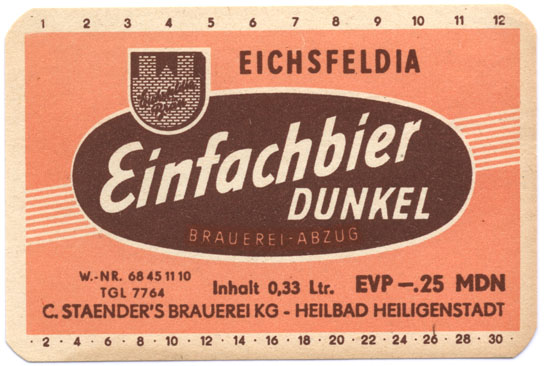 1 2 3 4 5 6 7 8 9 10 11 12
EICHSFELDIA
Einfachbier
DUNKEL
BRAUEREI-ABZUG
W.-NR. 68 45 11 10
TGL 7764
Inhalt 0,33 Ltr.
EVP -.25 MDN
C. STAENDER'S BRAUEREI KG - HEILBAD HEILIGENSTADT
· 2 · 4 · 6 · 8 · 10 · 12 · 14 · 16 · 18 · 20 · 22 · 24 · 26 · 28 · 30 ·